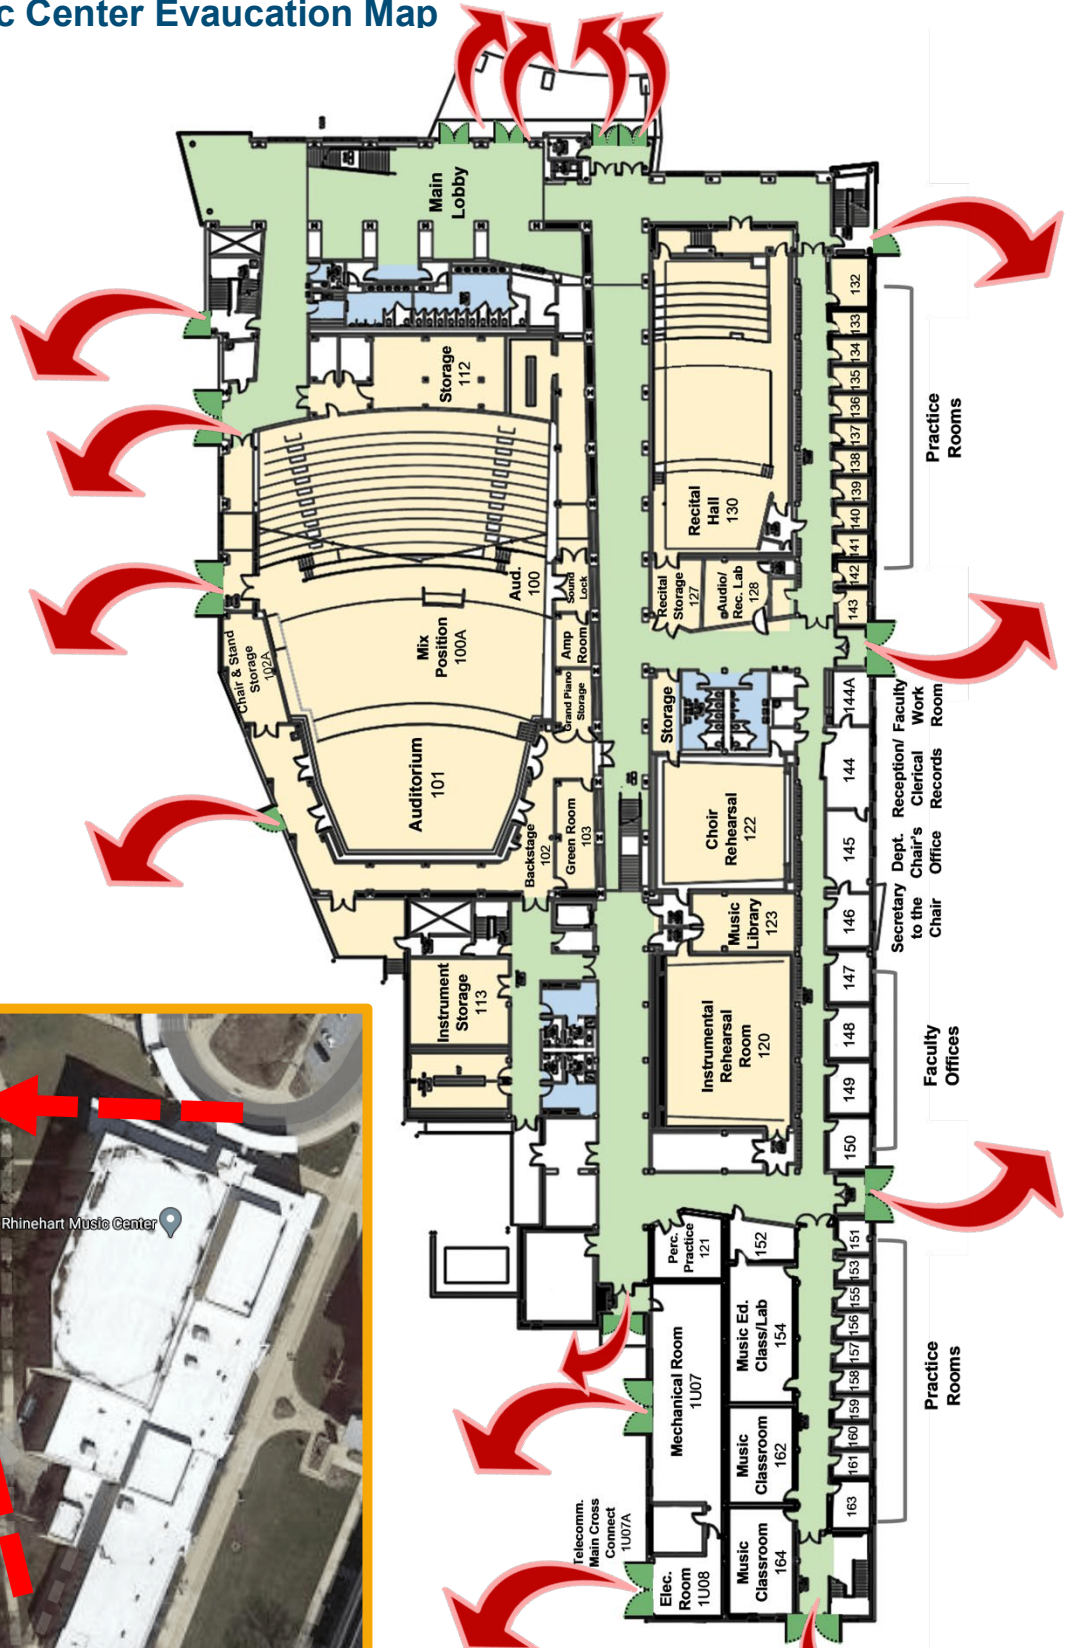 c Center Evaucation Map
Main
Lobby
132
133
134
135
136
137
138
139
140
141
142
143
Practice
Rooms
Storage
112
Recital
Hall
130
Aud.
100
Sound
Lock
Recital
Storage
127
Audio/
Rec. Lab
128
Mix
Position
100A
Amp
Room
Chair & Stand
Storage
102A
Grand Piano
Storage
Storage
144A
Faculty
Work
Room
Auditorium
101
144
Reception/
Clerical
Records
Choir
Rehearsal
122
Green Room
103
Backstage
102
145
Dept.
Chair's
Office
146
Secretary
to the
Chair
Music
Library
123
147
148
149
150
Faculty
Offices
Instrument
Storage
113
Instrumental
Rehearsal
Room
120
Rhinehart Music Center
Perc.
Practice
121
152
151
153
155
156
157
158
159
160
161
163
Practice
Rooms
Music Ed.
Class/Lab
154
Mechanical Room
1U07
Music
Classroom
162
Telecomm.
Main Cross
Connect
1U07A
Elec.
Room
1U08
Music
Classroom
164